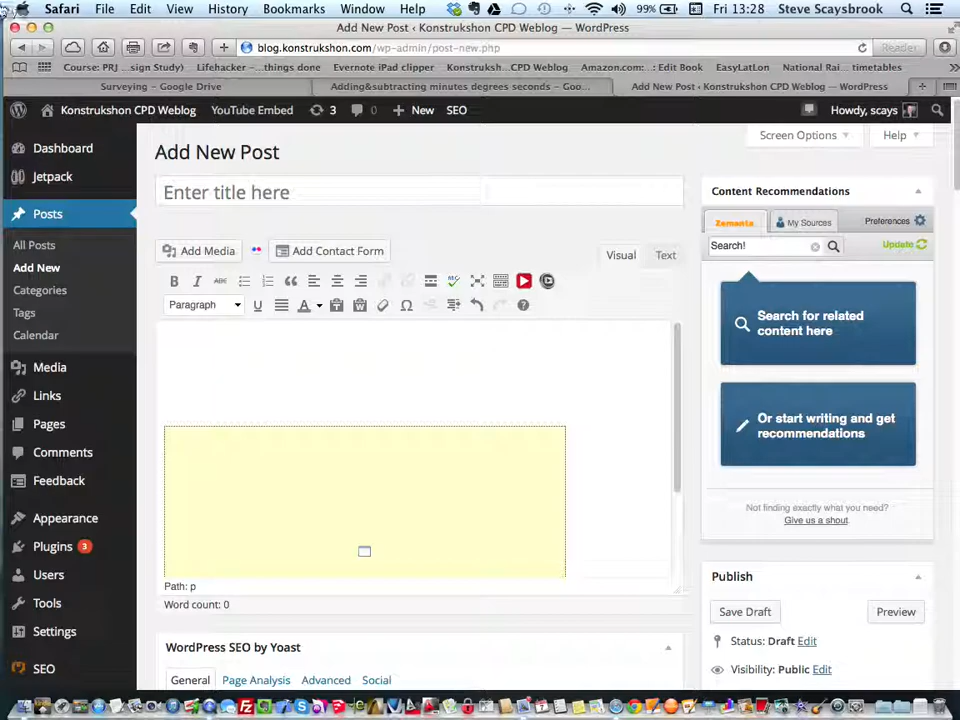 Safari File Edit View History Bookmarks Window Help 99% Fri 13:28 Steve Scaysbrook
Add New Post ‹ Konstrukshon CPD Weblog — WordPress
blog.konstrukshon.com/wp-admin/post-new.php Reader
Course: PRJ ...sign Study) Lifehacker -...things done Evernote iPad clipper Konstruksh...CPD Weblog Amazon.com: ...: Edit Book EasyLatLon National Rai... timetables
Surveying – Google Drive Adding&subtracting minutes degrees seconds – Goo... Add New Post ‹ Konstrukshon CPD Weblog — WordPress
Konstrukshon CPD Weblog YouTube Embed 3 0 New SEO Howdy, scays
Screen Options Help
Dashboard
Jetpack
Posts
All Posts
Add New
Categories
Tags
Calendar
Media
Links
Pages
Comments
Feedback
Appearance
Plugins 3
Users
Tools
Settings
SEO
Add New Post
Enter title here
Add Media Add Contact Form Visual Text
B I ABC
Paragraph U A
Path: p
Word count: 0
WordPress SEO by Yoast
General Page Analysis Advanced Social
Content Recommendations
Zemanta My Sources Preferences
Search! Update
Search for related
content here
Or start writing and get
recommendations
Not finding exactly what you need?
Give us a shout.
Publish
Save Draft Preview
Status: Draft Edit
Visibility: Public Edit